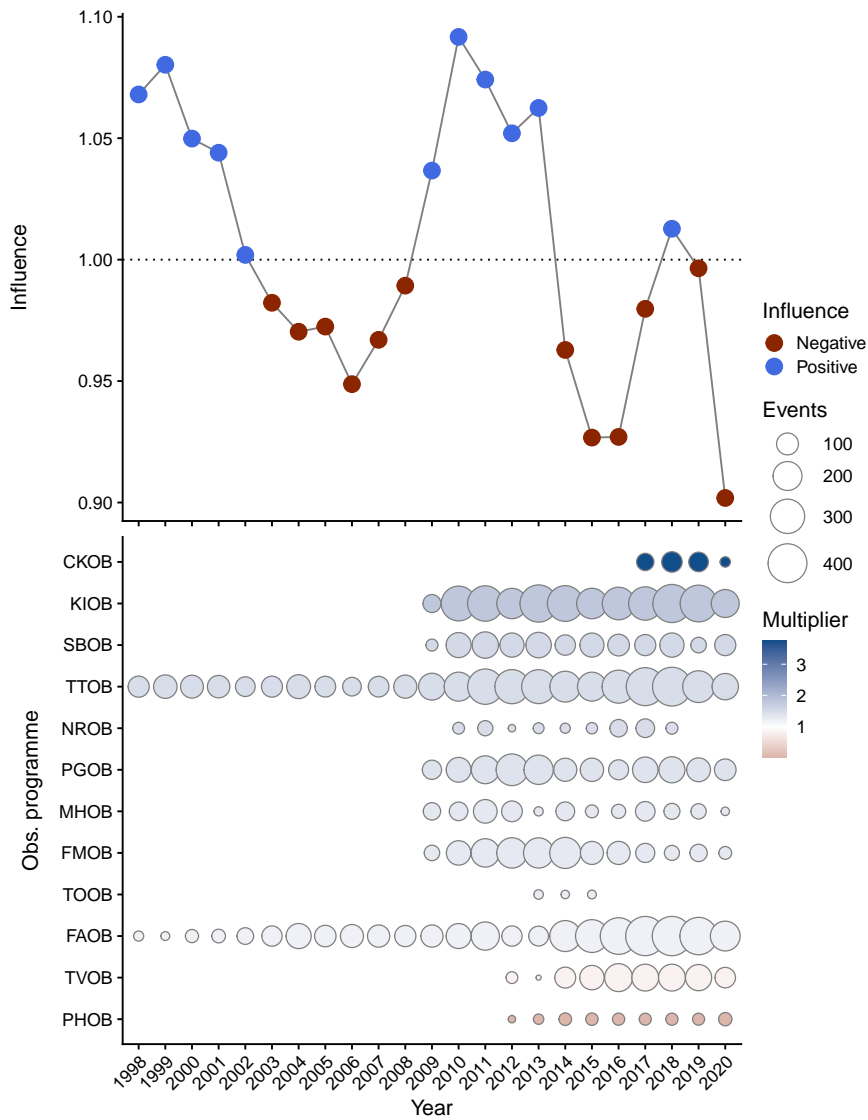 1.10
1.05
1.00
0.95
0.90
Influence
CKOB
KIOB
SBOB
TTOB
NROB
PGOB
MHOB
FMOB
TOOB
FAOB
TVOB
PHOB
Obs. programme
1998 1999 2000 2001 2002 2003 2004 2005 2006 2007 2008 2009 2010 2011 2012 2013 2014 2015 2016 2017 2018 2019 2020
Year
Influence
Negative
Positive
Events
100
200
300
400
Multiplier
3
2
1